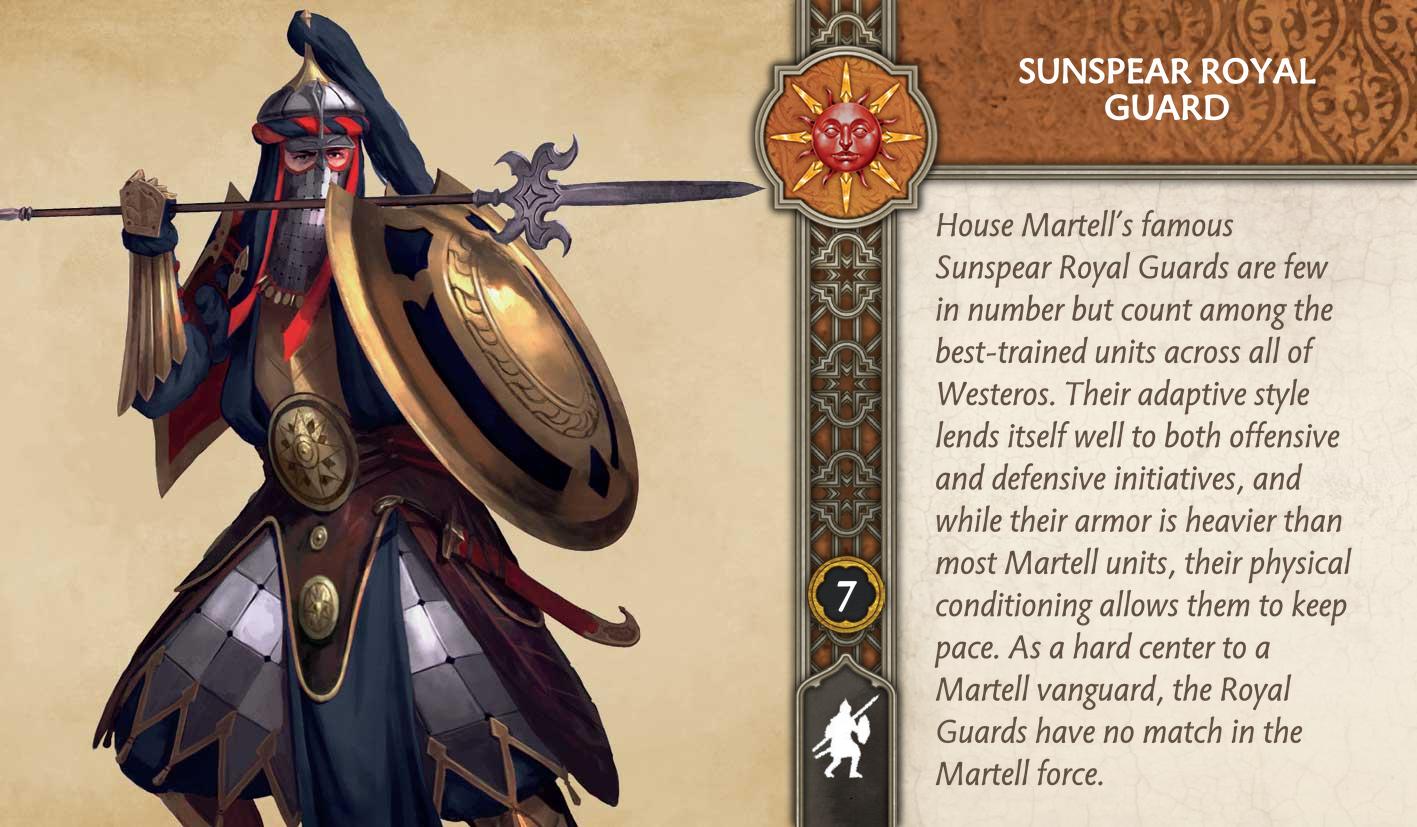 SUNSPEAR ROYAL
GUARD
House Martell's famous
Sunspear Royal Guards are few
in number but count among the
best-trained units across all of
Westeros. Their adaptive style
lends itself well to both offensive
and defensive initiatives, and
while their armor is heavier than
most Martell units, their physical
conditioning allows them to keep
pace. As a hard center to a
Martell vanguard, the Royal
Guards have no match in the
Martell force.
7